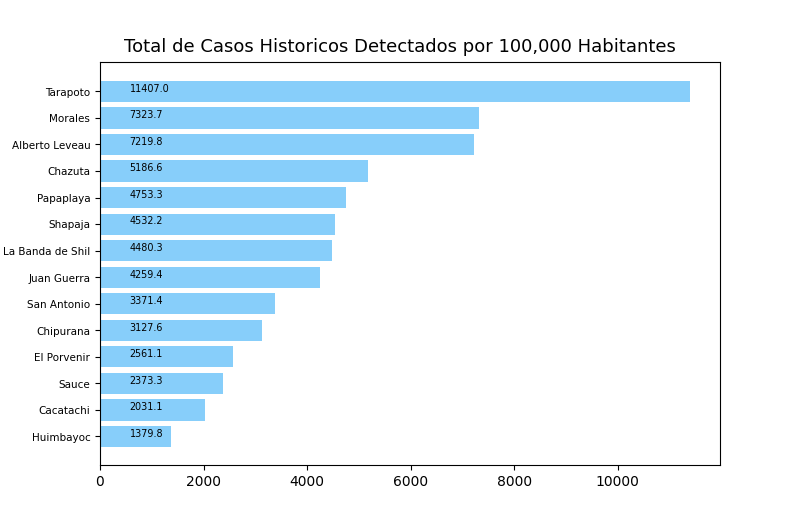 Total de Casos Historicos Detectados por 100,000 Habitantes
Tarapoto 11407.0
Morales 7323.7
Alberto Leveau 7219.8
Chazuta 5186.6
Papaplaya 4753.3
Shapaja 4532.2
La Banda de Shil 4480.3
Juan Guerra 4259.4
San Antonio 3371.4
Chipurana 3127.6
El Porvenir 2561.1
Sauce 2373.3
Cacatachi 2031.1
Huimbayoc 1379.8
0 2000 4000 6000 8000 10000